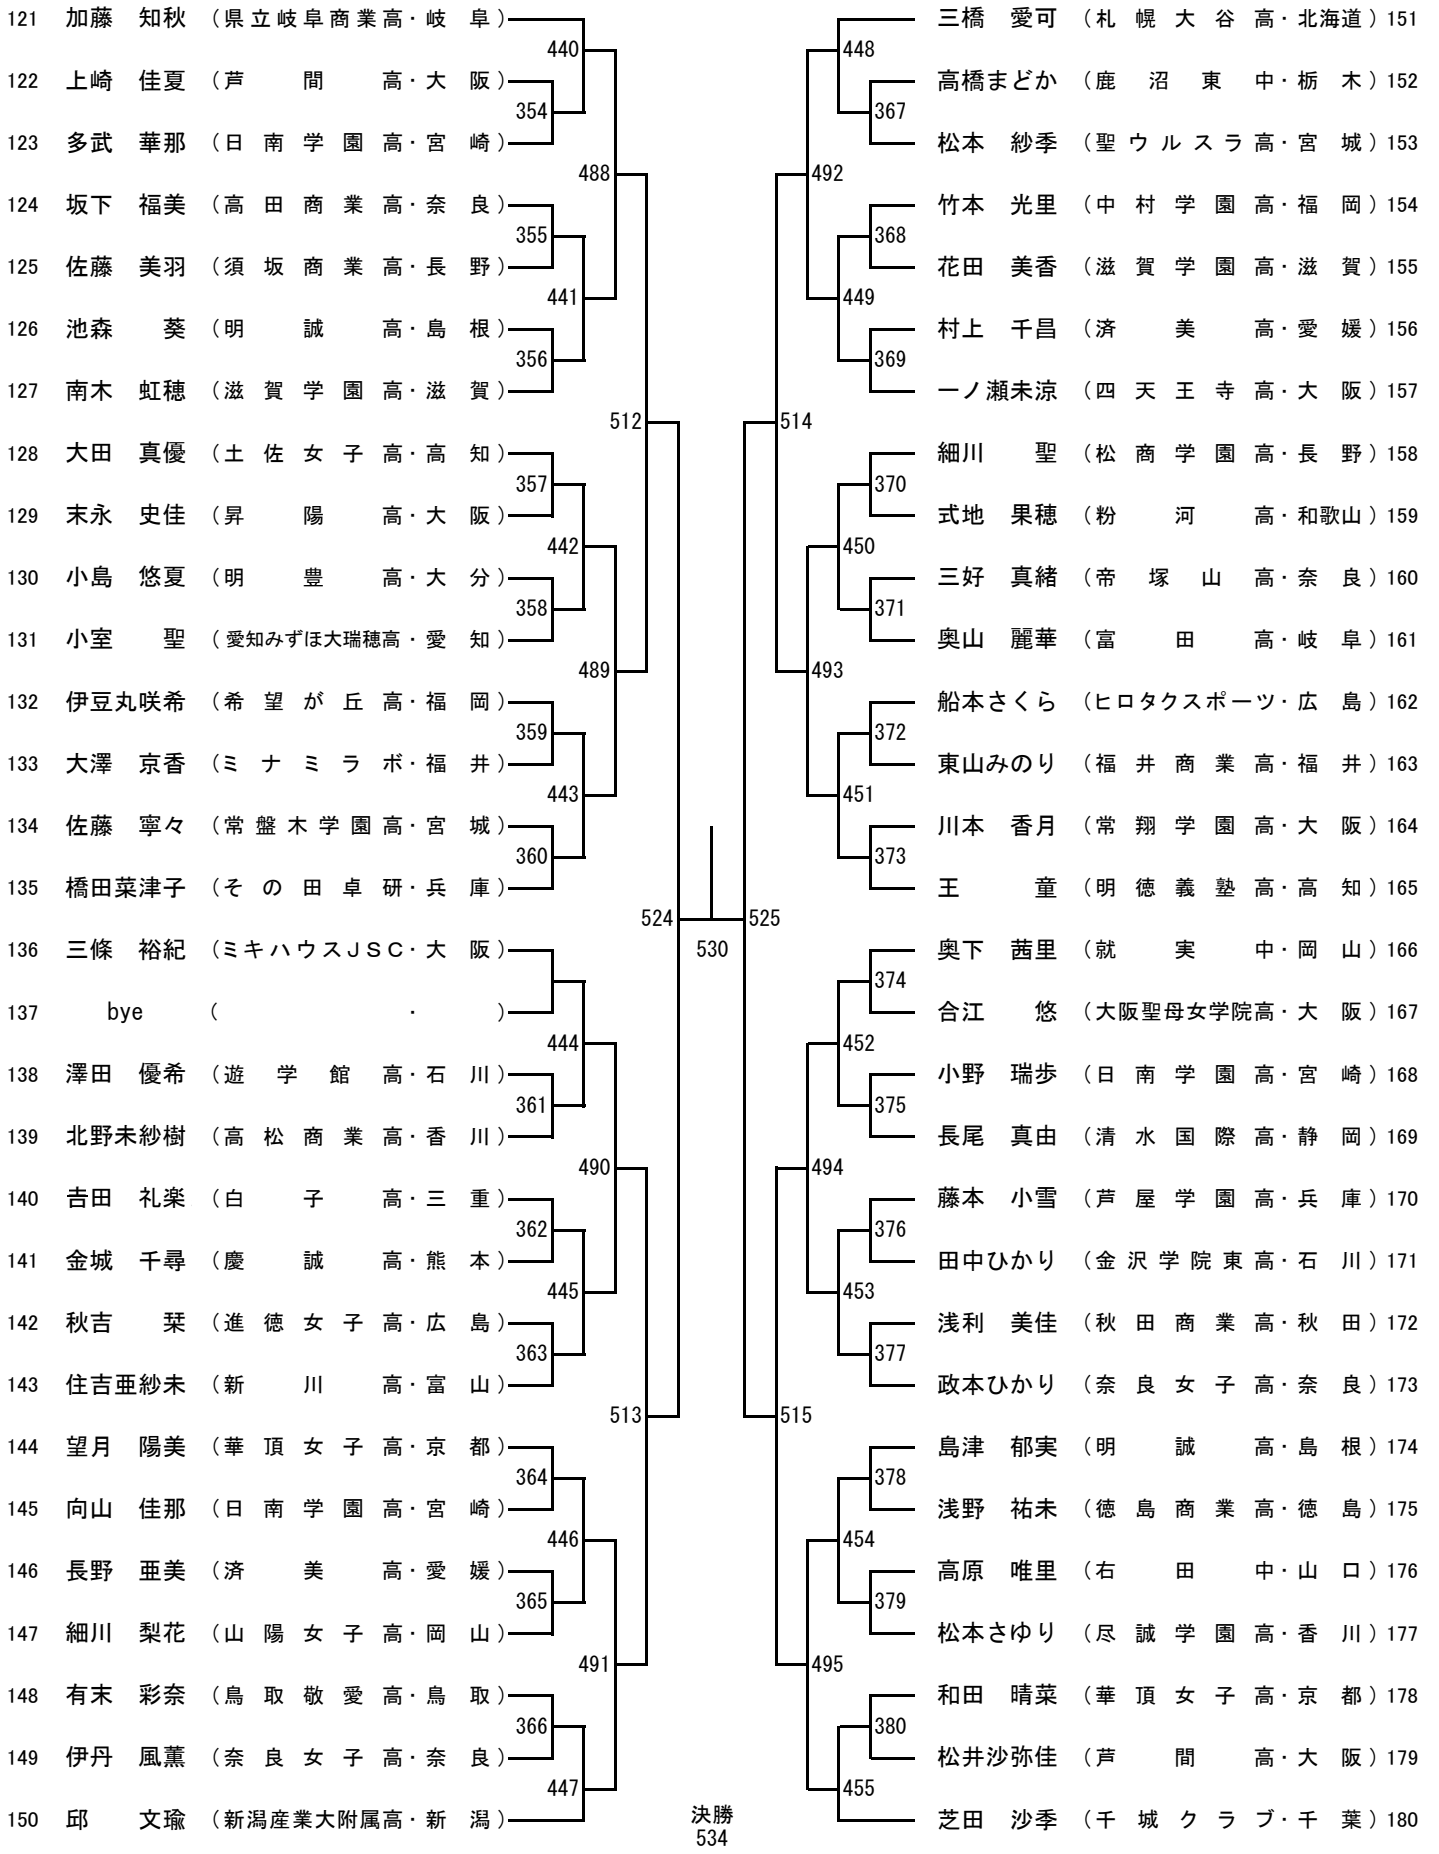 121 加藤 知秋 (県立岐阜商業高・岐 阜)
440
122 上崎 佳夏 (芦 間 高・大 阪)
354
123 多武 華那 (日南学園高・宮 崎)
488
124 坂下 福美 (高田商業高・奈 良)
355
125 佐藤 美羽 (須坂商業高・長 野)
441
126 池森 葵 (明 誠 高・島 根)
356
127 南木 虹穂 (滋賀学園高・滋 賀)
512
128 大田 真優 (土佐女子高・高 知)
357
129 末永 史佳 (昇 陽 高・大 阪)
442
130 小島 悠夏 (明 豊 高・大 分)
358
131 小室 聖 (愛知みずほ大瑞穂高・愛 知)
489
132 伊豆丸咲希 (希望が丘高・福 岡)
359
133 大澤 京香 (ミナミラボ・福 井)
443
134 佐藤 寧々 (常盤木学園高・宮 城)
360
135 橋田菜津子 (その田卓研・兵 庫)
524
136 三條 裕紀 (ミキハウスJSC・大 阪)
137 bye ( ・ )
444
138 澤田 優希 (遊学館高・石 川)
361
139 北野未紗樹 (高松商業高・香 川)
490
140 吉田 礼楽 (白 子 高・三 重)
362
141 金城 千尋 (慶 誠 高・熊 本)
445
142 秋吉 栞 (進徳女子高・広 島)
363
143 住吉亜紗未 (新 川 高・富 山)
513
144 望月 陽美 (華頂女子高・京 都)
364
145 向山 佳那 (日南学園高・宮 崎)
446
146 長野 亜美 (済 美 高・愛 媛)
365
147 細川 梨花 (山陽女子高・岡 山)
491
148 有末 彩奈 (鳥取敬愛高・鳥 取)
366
149 伊丹 風薫 (奈良女子高・奈 良)
447
150 邱 文瑜 (新潟産業大附属高・新 潟)
530
決勝
534
三橋 愛可 (札幌大谷高・北海道) 151
448
高橋まどか (鹿沼東中・栃 木) 152
367
松本 紗季 (聖ウルスラ高・宮 城) 153
492
竹本 光里 (中村学園高・福 岡) 154
368
花田 美香 (滋賀学園高・滋 賀) 155
449
村上 千昌 (済 美 高・愛 媛) 156
369
一ノ瀬未涼 (四天王寺高・大 阪) 157
514
細川 聖 (松商学園高・長 野) 158
370
式地 果穂 (粉 河 高・和歌山) 159
450
三好 真緒 (帝塚山高・奈 良) 160
371
奥山 麗華 (富 田 高・岐 阜) 161
493
船本さくら (ヒロタクスポーツ・広 島) 162
372
東山みのり (福井商業高・福 井) 163
451
川本 香月 (常翔学園高・大 阪) 164
373
王 童 (明徳義塾高・高 知) 165
525
奥下 茜里 (就 実 中・岡 山) 166
374
合江 悠 (大阪聖母女学院高・大 阪) 167
452
小野 瑞歩 (日南学園高・宮 崎) 168
375
長尾 真由 (清水国際高・静 岡) 169
494
藤本 小雪 (芦屋学園高・兵 庫) 170
376
田中ひかり (金沢学院東高・石 川) 171
453
浅利 美佳 (秋田商業高・秋 田) 172
377
政本ひかり (奈良女子高・奈 良) 173
515
島津 郁実 (明 誠 高・島 根) 174
378
浅野 祐未 (徳島商業高・徳 島) 175
454
高原 唯里 (右 田 中・山 口) 176
379
松本さゆり (尽誠学園高・香 川) 177
495
和田 晴菜 (華頂女子高・京 都) 178
380
松井沙弥佳 (芦 間 高・大 阪) 179
455
芝田 沙季 (千城クラブ・千 葉) 180